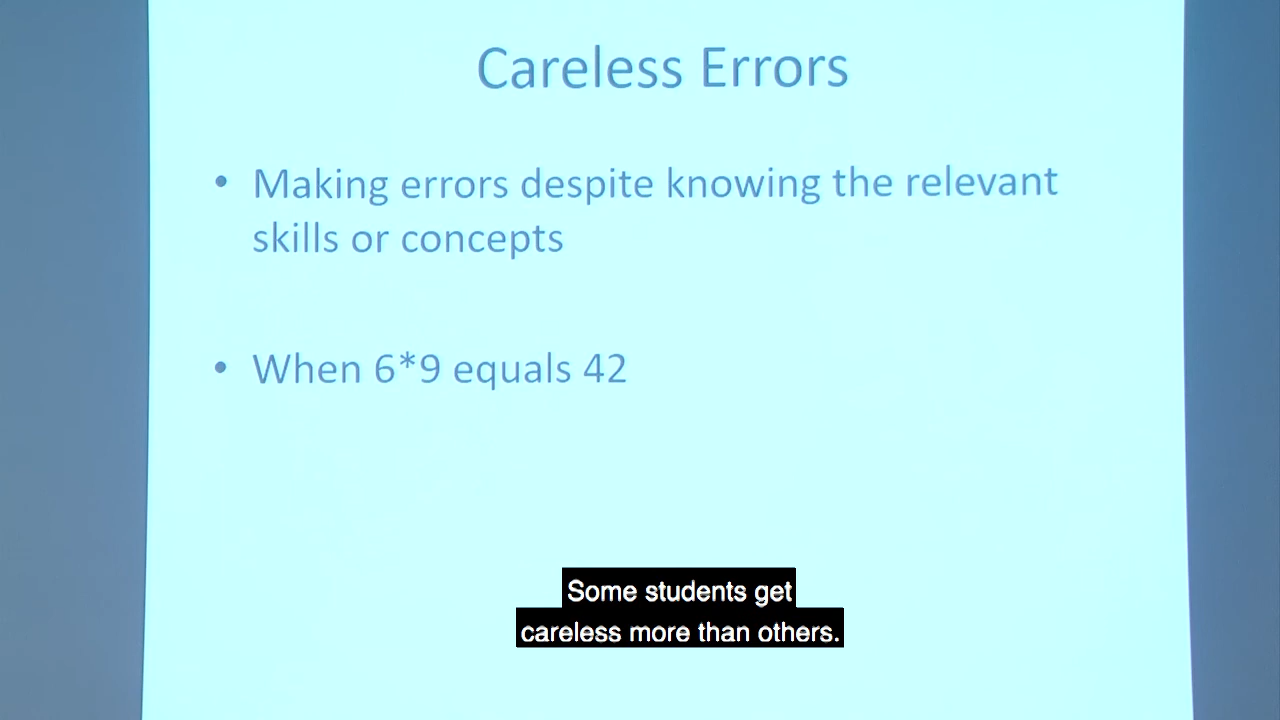 Careless Errors
• Making errors despite knowing the relevant
skills or concepts
• When 6*9 equals 42
Some students get
careless more than others.